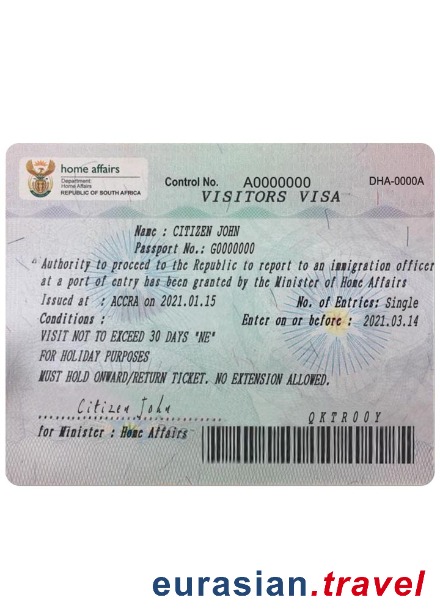 home affairs
Department:
Home Affairs
REPUBLIC OF SOUTH AFRICA
Control No. A0000000 DHA-0000A
VISITORS VISA
Name : CITIZEN JOHN
Passport No.: G0000000
"Authority to proceed to the Republic to report to an immigration officer
at a port of entry has been granted by the Minister of Home Affairs
Issued at : ACCRA on 2021.01.15 No. of Entries: Single
Conditions : Enter on or before : 2021.03.14
VISIT NOT TO EXCEED 30 DAYS "NE"
FOR HOLIDAY PURPOSES
MUST HOLD ONWARD/RETURN TICKET. NO EXTENSION ALLOWED.
Citizen John
QKTR00Y
for Minister : Home Affairs
eurasian.travel